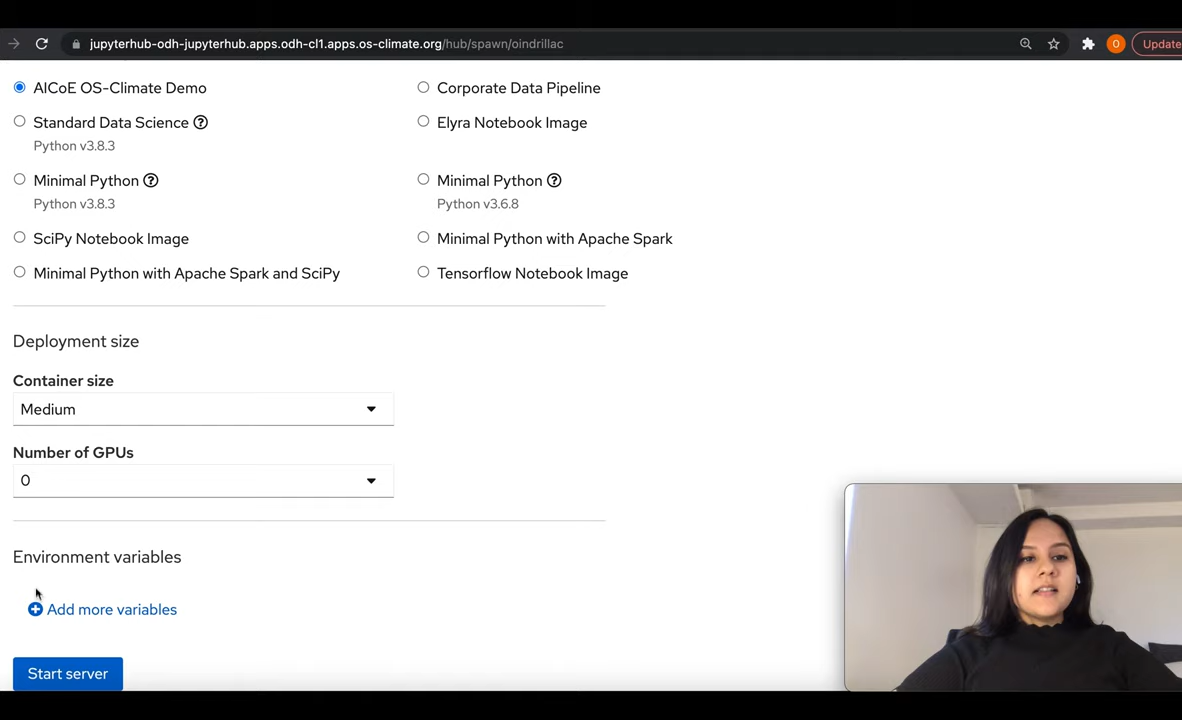 jupyterhub-odh-jupyterhub.apps.odh-cl1.apps.os-climate.org/hub/spawn/oindrillac
O
Update
AICoE OS-Climate Demo
Corporate Data Pipeline
Standard Data Science ?
Python v3.8.3
Elyra Notebook Image
Minimal Python ?
Python v3.8.3
Minimal Python ?
Python v3.6.8
SciPy Notebook Image
Minimal Python with Apache Spark
Minimal Python with Apache Spark and SciPy
Tensorflow Notebook Image
Deployment size
Container size
Medium
Number of GPUs
0
Environment variables
Add more variables
Start server